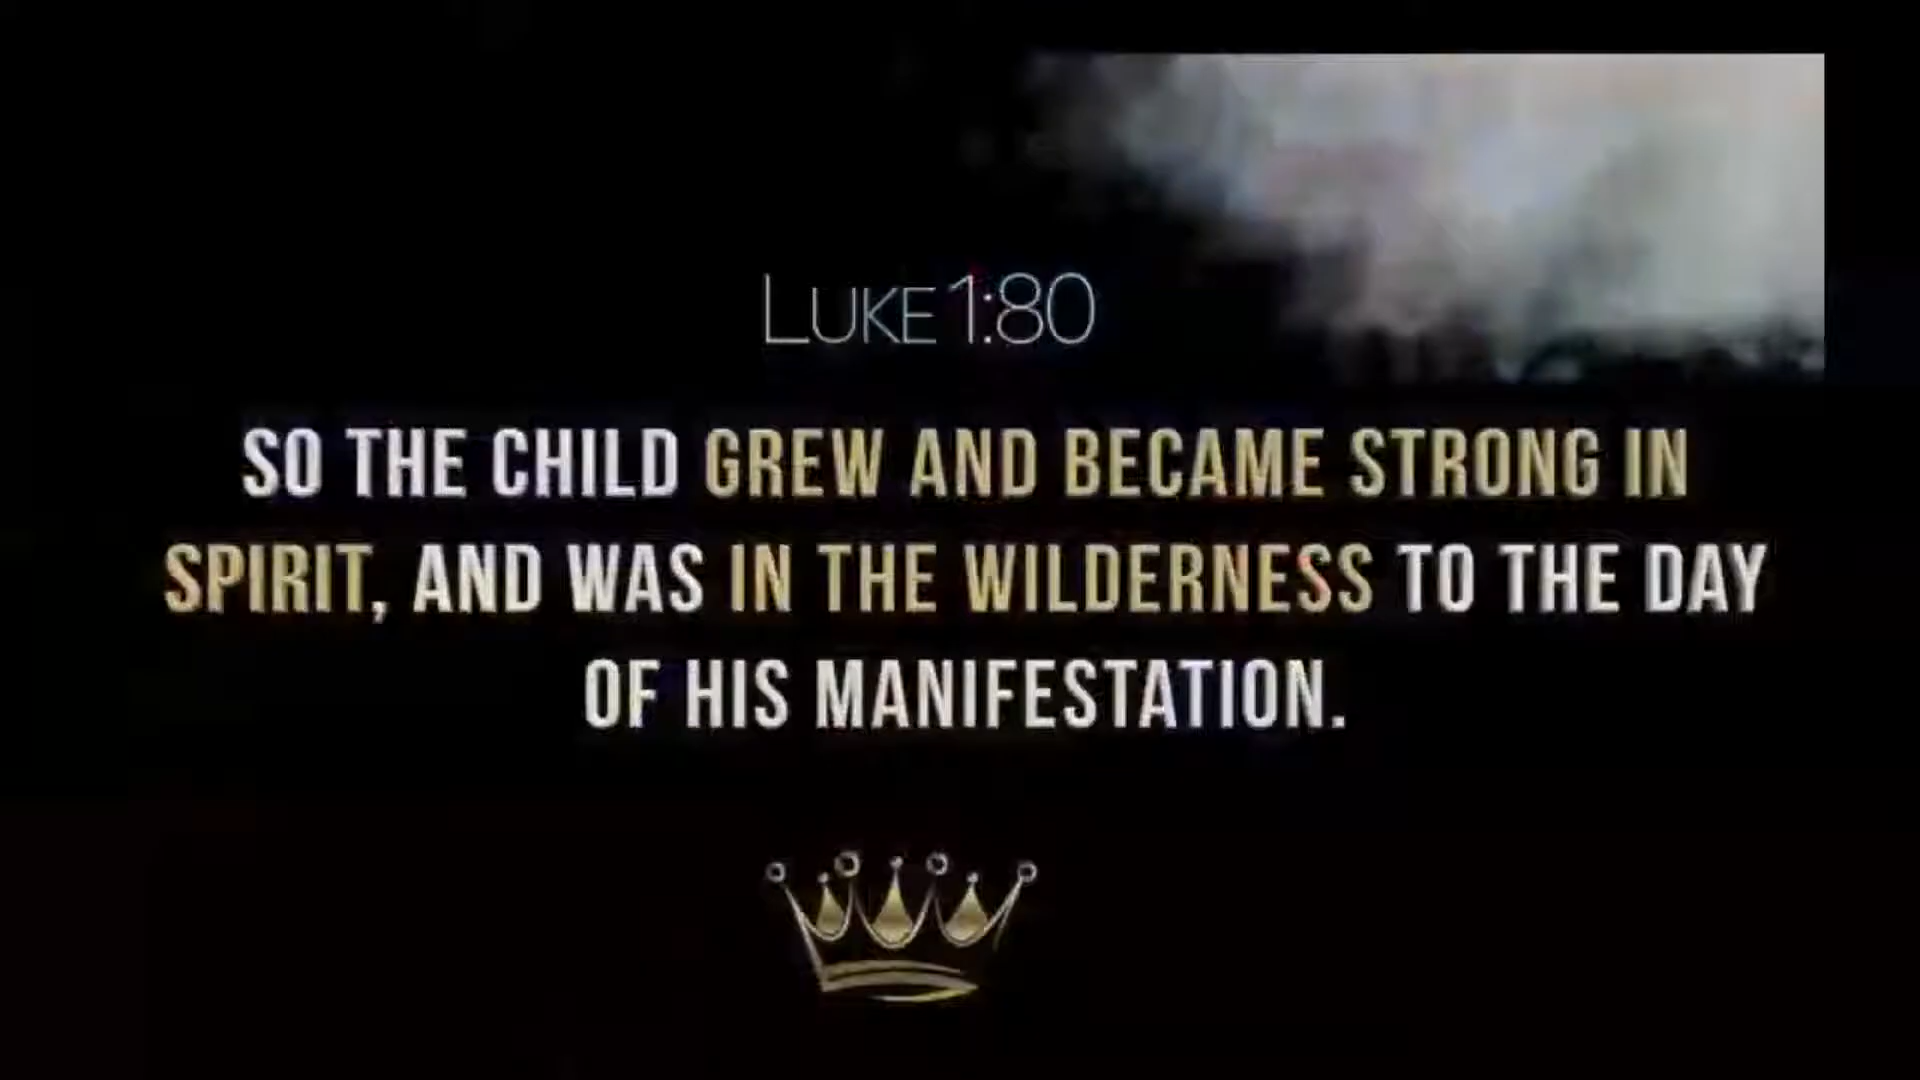 LUKE 1:80
SO THE CHILD GREW AND BECAME STRONG IN
SPIRIT, AND WAS IN THE WILDERNESS TO THE DAY
OF HIS MANIFESTATION.